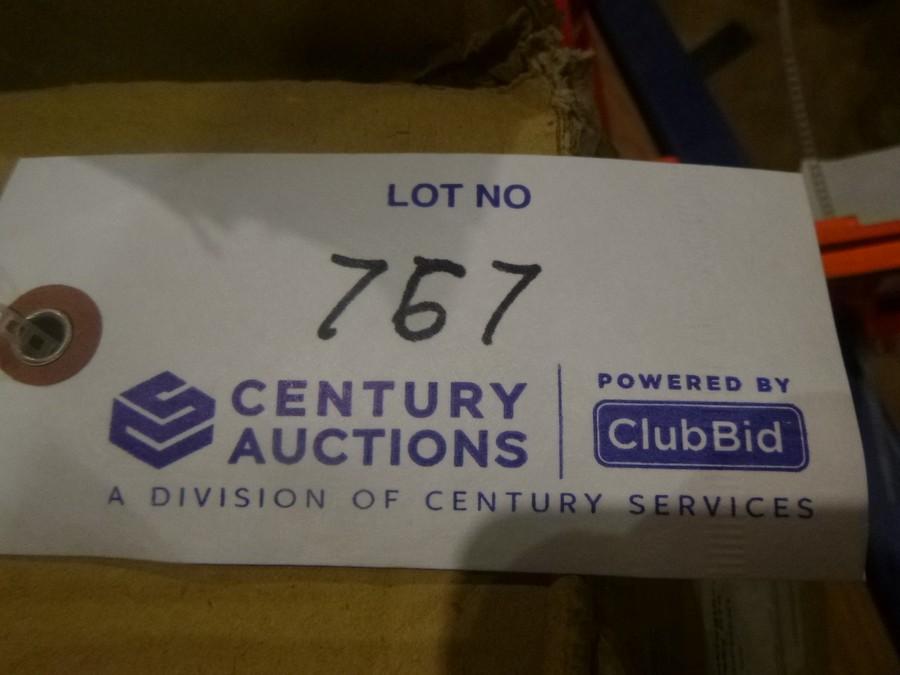 LOT NO
767
CENTURY
AUCTIONS
A DIVISION OF CENTURY SERVICES
POWERED BY
ClubBid